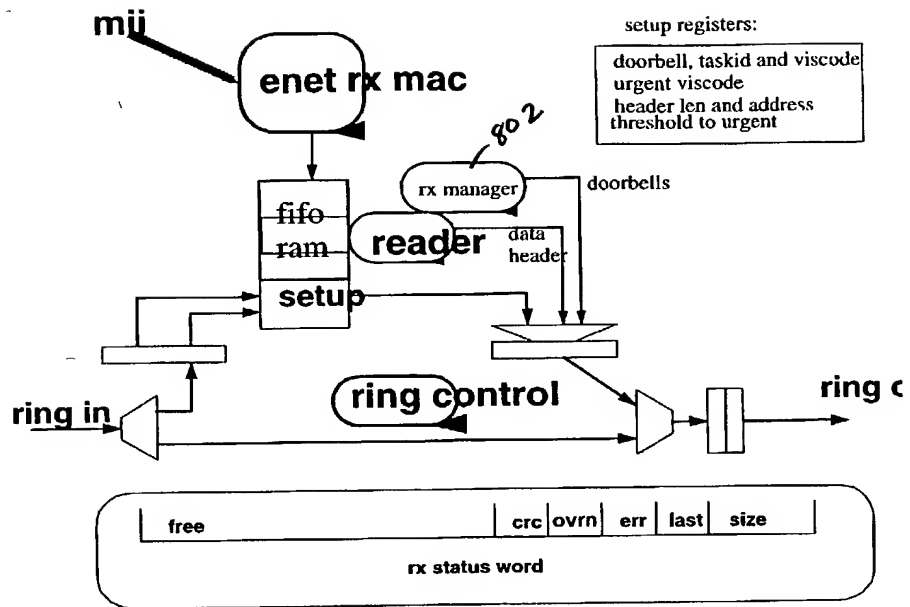 mii
setup registers:
enet rx mac
doorbell, taskid and viscode
urgent viscode
header len and address
threshold to urgent
802
rx manager
doorbells
fifo
ram
reader
data
header
setup
ring in
ring control
ring
free
crc
ovrn
err
last
size
rx status word